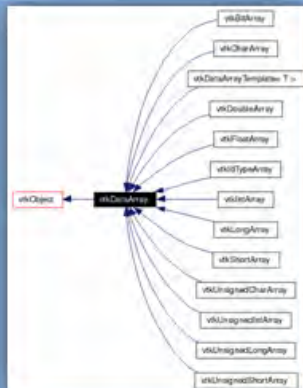 vtkBitArray
vtkCharArray
vtkDataArrayTemplate< T >
vtkDoubleArray
vtkFloatArray
vtkIdTypeArray
vtkObject
vtkDataArray
vtkIntArray
vtkLongArray
vtkShortArray
vtkUnsignedCharArray
vtkUnsignedIntArray
vtkUnsignedLongArray
vtkUnsignedShortArray